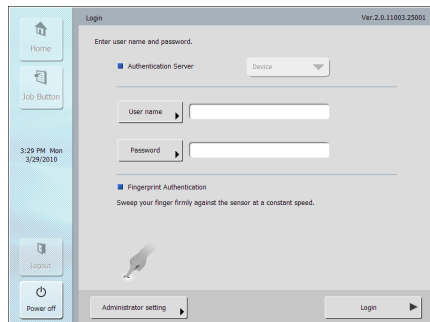 Login
Ver.2.0.11003.25001
Home
Job Button
3:29 PM Mon
3/29/2010
Logout
Power off
Enter user name and password.
Authentication Server
Device
User name
Password
Fingerprint Authentication
Sweep your finger firmly against the sensor at a constant speed.
Administrator setting
Login